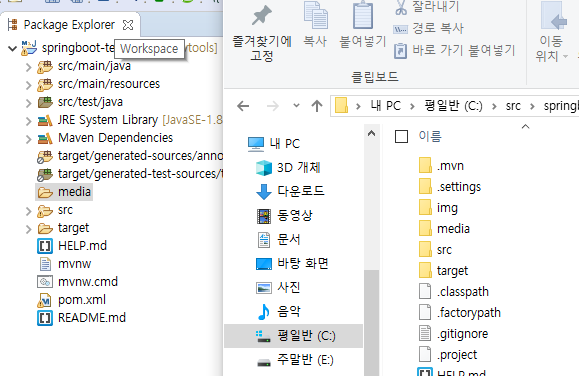 Package Explorer
springboot-te
tools]
Workspace
src/main/java
src/main/resources
src/test/java
JRE System Library [JavaSE-1.8
Maven Dependencies
target/generated-sources/anno
target/generated-test-sources/t
media
src
target
HELP.md
mvnw
mvnw.cmd
pom.xml
README.md
즐겨찾기에
고정
복사
붙여넣기
잘라내기
경로 복사
바로 가기 붙여넣기
이동
위치
클립보드
내 PC > 평일반 (C:) > src > springb
내 PC
3D 개체
다운로드
동영상
문서
바탕 화면
사진
음악
평일반 (C:)
주말반 (E:)
이름
.mvn
.settings
img
media
src
target
.classpath
.factorypath
.gitignore
.project
HELP.md